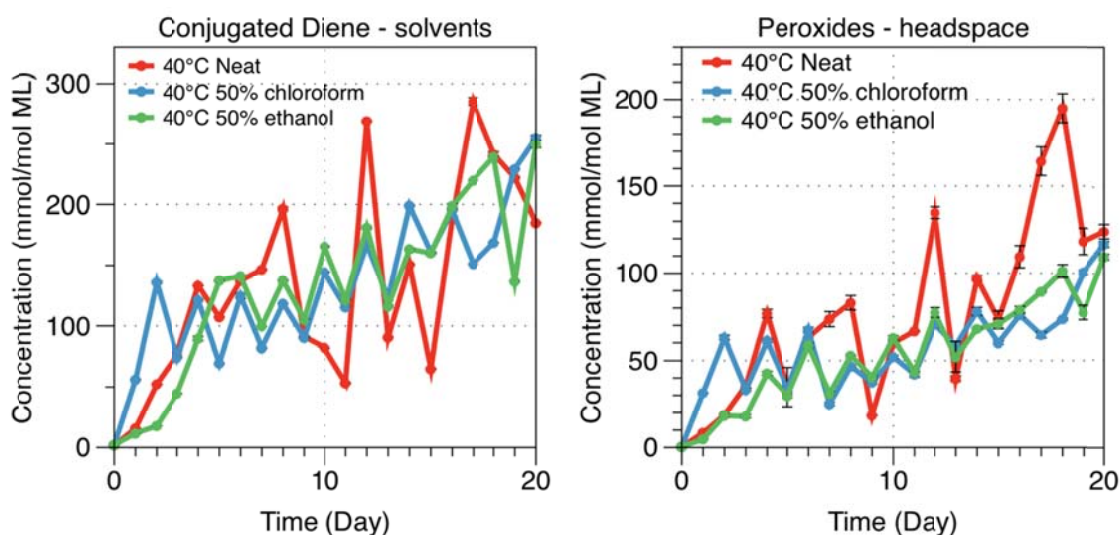 Conjugated Diene - solvents
Concentration (mmol/mol ML)
300
200
100
0
40°C Neat
40°C 50% chloroform
40°C 50% ethanol
0 10 20
Time (Day)
Peroxides - headspace
Concentration (mmol/mol ML)
200
150
100
50
0
40°C Neat
40°C 50% chloroform
40°C 50% ethanol
0 10 20
Time (Day)